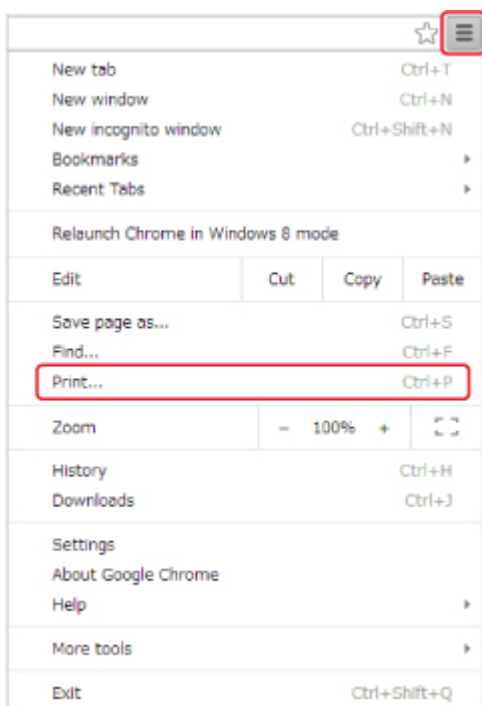 New tab Ctrl+T
New window Ctrl+N
New incognito window Ctrl+Shift+N
Bookmarks
Recent Tabs
Relaunch Chrome in Windows 8 mode
Edit Cut Copy Paste
Save page as... Ctrl+S
Find... Ctrl+F
Print... Ctrl+P
Zoom − 100% +
History Ctrl+H
Downloads Ctrl+J
Settings
About Google Chrome
Help
More tools
Exit Ctrl+Shift+Q